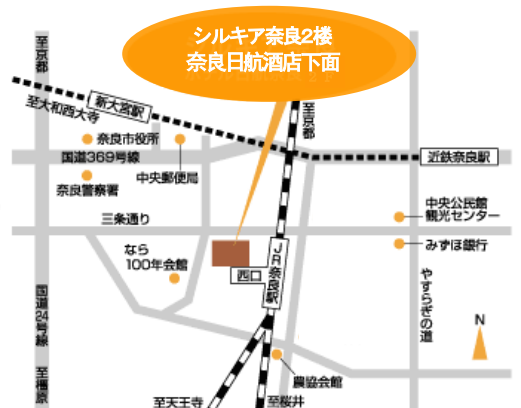 シルキア奈良2楼
奈良日航酒店下面
至京都
至京都
至大和西大寺
新大宮駅
奈良市役所
国道369号線
中央郵便局
奈良警察署
近鉄奈良駅
三条通り
中央公民館
観光センター
みずほ銀行
なら
100年会館
西口
JR奈良駅
やすらぎの道
国道24号線
N
農協会館
至橿原
至天王寺
至桜井